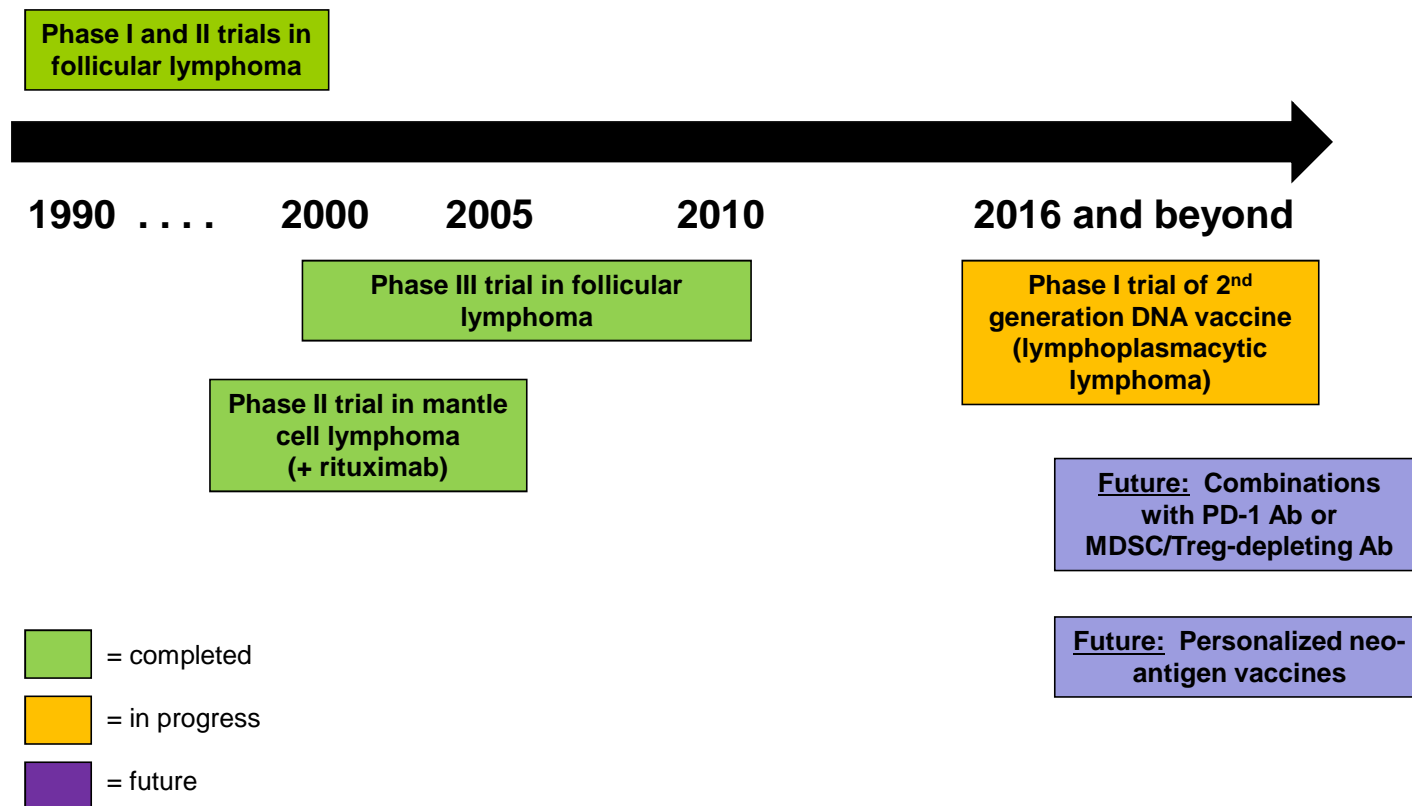 Phase I and II trials in
follicular lymphoma
1990 . . . . 2000 2005 2010 2016 and beyond
Phase III trial in follicular
lymphoma
Phase I trial of 2nd
generation DNA vaccine
(lymphoplasmacytic
lymphoma)
Phase II trial in mantle
cell lymphoma
(+ rituximab)
Future: Combinations
with PD-1 Ab or
MDSC/Treg-depleting Ab
Future: Personalized neo-
antigen vaccines
= completed
= in progress
= future